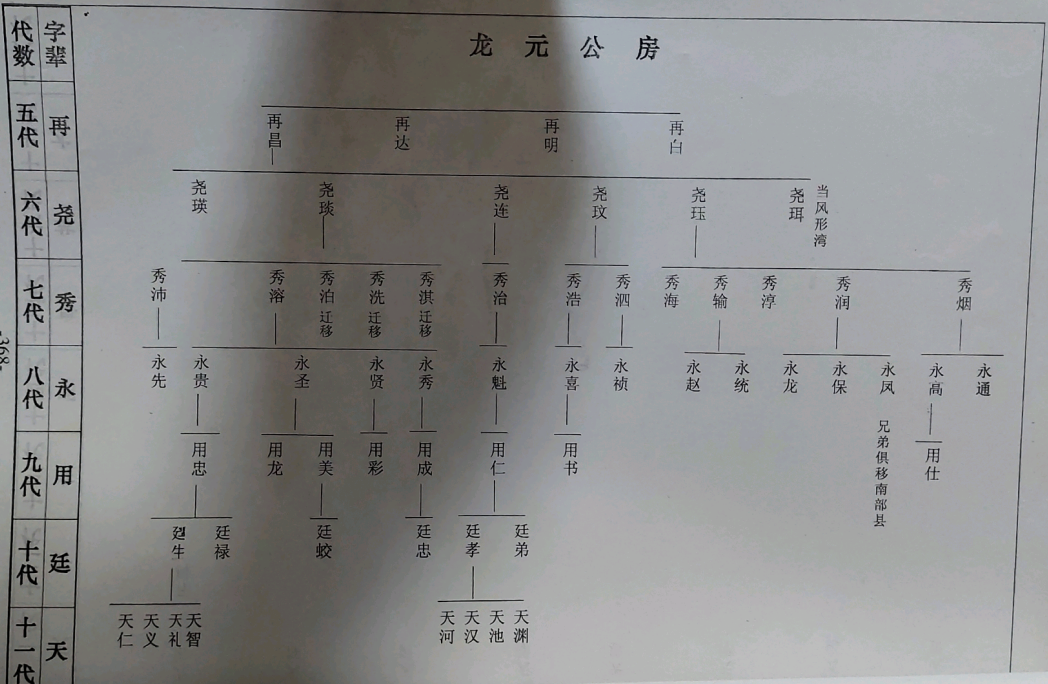 龙元公房
代数 字辈
五代 再
再昌 再达 再明 再白
六代 尧
尧瑛 尧琰 尧连 尧玟 尧珏 尧珥 当风形湾
七代 秀
秀沛 秀溶 秀泊 迁移 秀洗 迁移 秀淇 迁移 秀治 秀浩 秀泗 秀海 秀输 秀淳 秀润 秀烟
八代 永
永先 永贵 永圣 永贤 永秀 永魁 永喜 永祯 永赵 永统 永龙 永保 永凤 永高 永通
兄弟俱移南部县
九代 用
用忠 用龙 用美 用彩 用成 用仁 用书 用仕
十代 廷
廷生 廷禄 廷蛟 廷忠 廷孝 廷弟
十一代 天
天仁 天义 天礼 天智 天河 天汉 天池 天渊
368